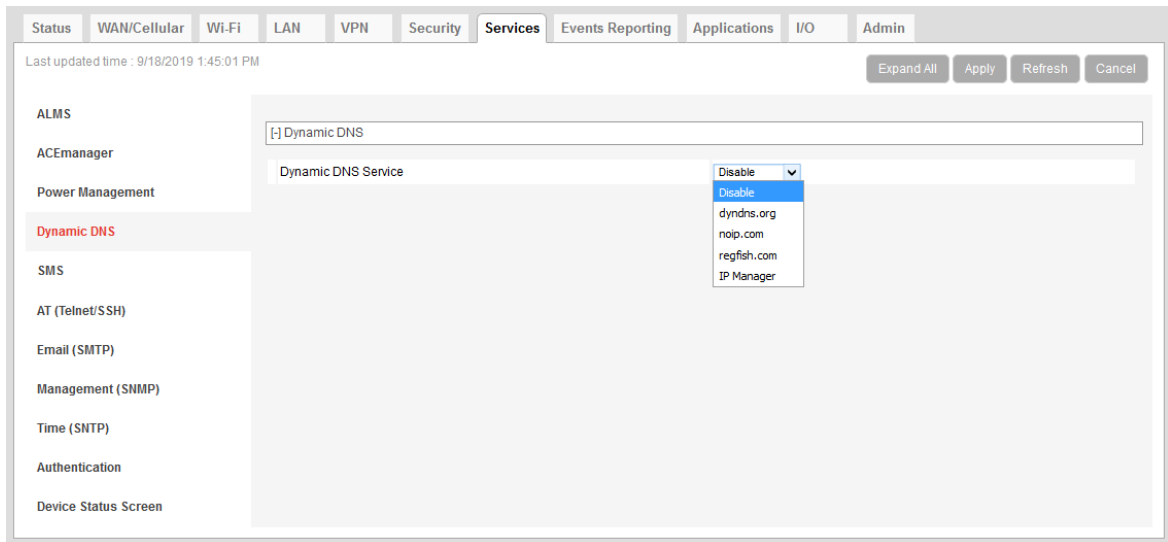 Status WAN/Cellular Wi-Fi LAN VPN Security Services Events Reporting Applications I/O Admin
Last updated time : 9/18/2019 1:45:01 PM
Expand All Apply Refresh Cancel
ALMS
ACEmanager
Power Management
Dynamic DNS
SMS
AT (Telnet/SSH)
Email (SMTP)
Management (SNMP)
Time (SNTP)
Authentication
Device Status Screen
[-] Dynamic DNS
Dynamic DNS Service Disable
Disable
dyndns.org
noip.com
regfish.com
IP Manager